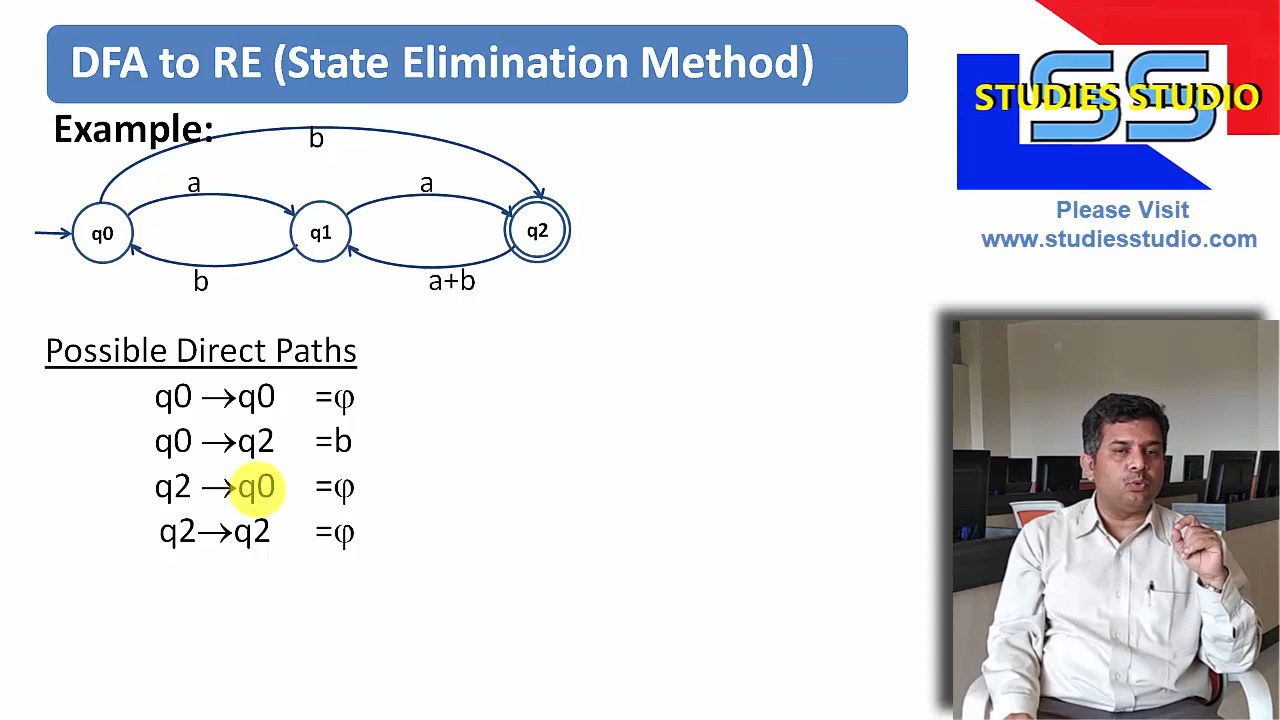 DFA to RE (State Elimination Method)
STUDIES STUDIO
SS
Example:
b
a
a
q0
q1
q2
b
a+b
Please Visit
www.studiesstudio.com
Possible Direct Paths
q0 →q0 =φ
q0 →q2 =b
q2 →q0 =φ
q2→q2 =φ